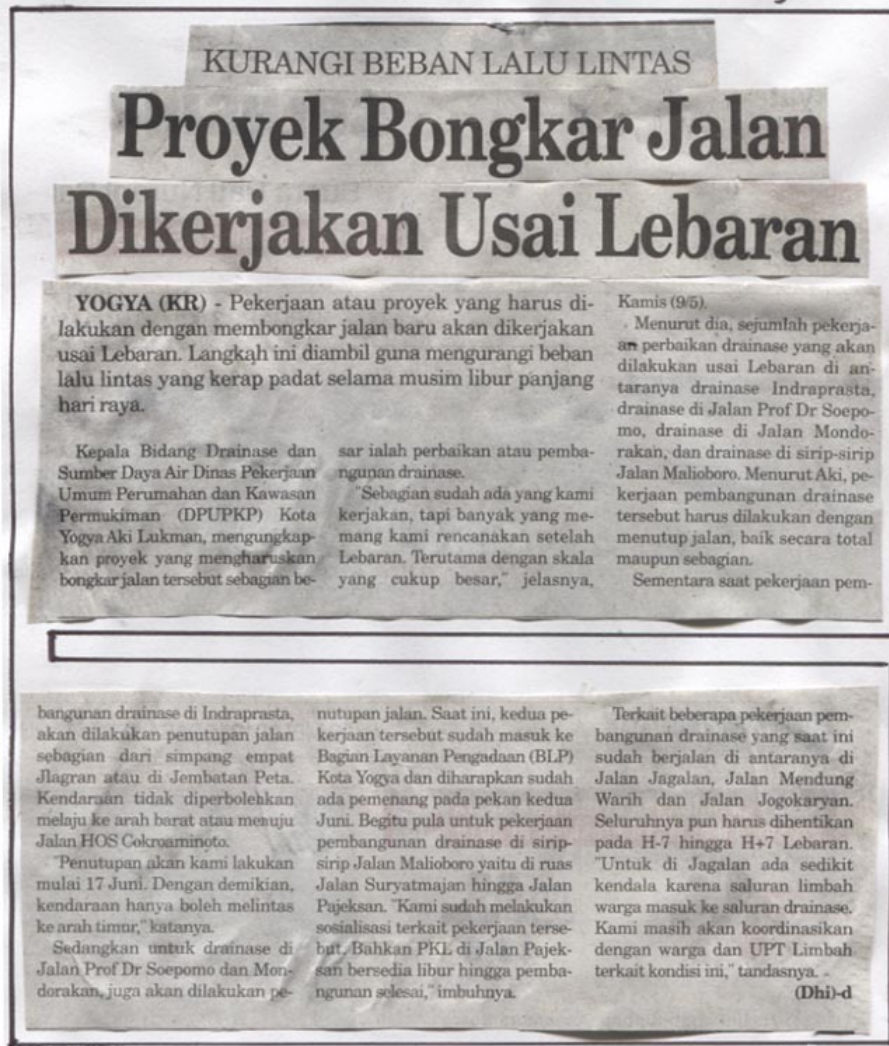 KURANGI BEBAN LALU LINTAS
Proyek Bongkar Jalan
Dikerjakan Usai Lebaran
YOGYA (KR) - Pekerjaan atau proyek yang harus di-
lakukan dengan membongkar jalan baru akan dikerjakan
usai Lebaran. Langkah ini diambil guna mengurangi beban
lalu lintas yang kerap padat selama musim libur panjang
hari raya.
Kepala Bidang Drainase dan
Sumber Daya Air Dinas Pekerjaan
Umum Perumahan dan Kawasan
Permukiman (DPUPKP) Kota
Yogya Aki Lukman, mengungkap-
kan proyek yang mengharuskan
bongkar jalan tersebut sebagian be-
sar ialah perbaikan atau pemba-
ngunan drainase.
"Sebagian sudah ada yang kami
kerjakan, tapi banyak yang me-
mang kami rencanakan setelah
Lebaran. Terutama dengan skala
yang cukup besar," jelasnya,
Kamis (9/5).
Menurut dia, sejumlah pekerja-
an perbaikan drainase yang akan
dilakukan usai Lebaran di an-
taranya drainase Indraprasta,
drainase di Jalan Prof Dr Soepo-
mo, drainase di Jalan Mondo-
rakan, dan drainase di sirip-sirip
Jalan Malioboro. Menurut Aki, pe-
kerjaan pembangunan drainase
tersebut harus dilakukan dengan
menutup jalan, baik secara total
maupun sebagian.
Sementara saat pekerjaan pem-
bangunan drainase di Indraprasta,
akan dilakukan penutupan jalan
sebagian dari simpang empat
Jlagran atau di Jembatan Peta.
Kendaraan tidak diperbolehkan
melaju ke arah barat atau menuju
Jalan HOS Cokroaminoto.
"Penutupan akan kami lakukan
mulai 17 Juni. Dengan demikian,
kendaraan hanya boleh melintas
ke arah timur," katanya.
Sedangkan untuk drainase di
Jalan Prof Dr Soepomo dan Mon-
dorakan, juga akan dilakukan pe-
nutupan jalan. Saat ini, kedua pe-
kerjaan tersebut sudah masuk ke
Bagian Layanan Pengadaan (BLP)
Kota Yogya dan diharapkan sudah
ada pemenang pada pekan kedua
Juni. Begitu pula untuk pekerjaan
pembangunan drainase di sirip-
sirip Jalan Malioboro yaitu di ruas
Jalan Suryatmajan hingga Jalan
Pajeksan. "Kami sudah melakukan
sosialisasi terkait pekerjaan terse-
but. Bahkan PKL di Jalan Pajek-
san bersedia libur hingga pemba-
ngunan selesai," imbuhnya.
Terkait beberapa pekerjaan pem-
bangunan drainase yang saat ini
sudah berjalan di antaranya di
Jalan Jagalan, Jalan Mendung
Warih dan Jalan Jogokaryan.
Seluruhnya pun harus dihentikan
pada H-7 hingga H+7 Lebaran.
"Untuk di Jagalan ada sedikit
kendala karena saluran limbah
warga masuk ke saluran drainase.
Kami masih akan koordinasikan
dengan warga dan UPT Limbah
terkait kondisi ini," tandasnya.
(Dhi)-d